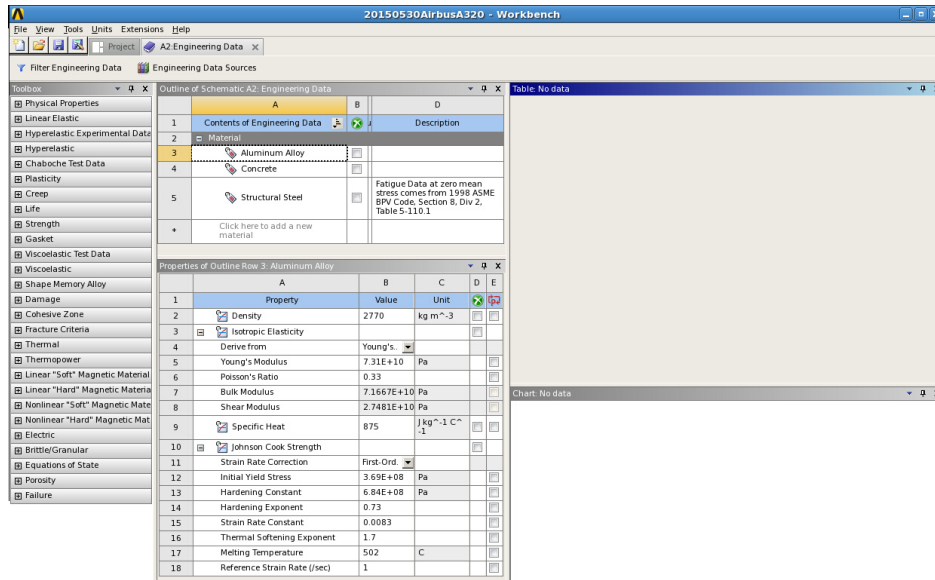 20150530AirbusA320 - Workbench
File View Tools Units Extensions Help
Project A2:Engineering Data
Filter Engineering Data Engineering Data Sources
Toolbox
Physical Properties
Linear Elastic
Hyperelastic Experimental Data
Hyperelastic
Chaboche Test Data
Plasticity
Creep
Life
Strength
Gasket
Viscoelastic Test Data
Viscoelastic
Shape Memory Alloy
Damage
Cohesive Zone
Fracture Criteria
Thermal
Thermopower
Linear "Soft" Magnetic Material
Linear "Hard" Magnetic Materia
Nonlinear "Soft" Magnetic Mate
Nonlinear "Hard" Magnetic Mat
Electric
Brittle/Granular
Equations of State
Porosity
Failure
Outline of Schematic A2: Engineering Data
A B D
1 Contents of Engineering Data Description
2 Material
3 Aluminum Alloy
4 Concrete
5 Structural Steel
Fatigue Data at zero mean
stress comes from 1998 ASME
BPV Code, Section 8, Div 2,
Table 5-110.1
* Click here to add a new
material
Properties of Outline Row 3: Aluminum Alloy
A B C D E
1 Property Value Unit
2 Density 2770 kg m^-3
3 Isotropic Elasticity
4 Derive from Young's..
5 Young's Modulus 7.31E+10 Pa
6 Poisson's Ratio 0.33
7 Bulk Modulus 7.1667E+10 Pa
8 Shear Modulus 2.7481E+10 Pa
9 Specific Heat 875 J kg^-1 C^
-1
10 Johnson Cook Strength
11 Strain Rate Correction First-Ord.
12 Initial Yield Stress 3.69E+08 Pa
13 Hardening Constant 6.84E+08 Pa
14 Hardening Exponent 0.73
15 Strain Rate Constant 0.0083
16 Thermal Softening Exponent 1.7
17 Melting Temperature 502 C
18 Reference Strain Rate (/sec) 1
Table: No data
Chart: No data